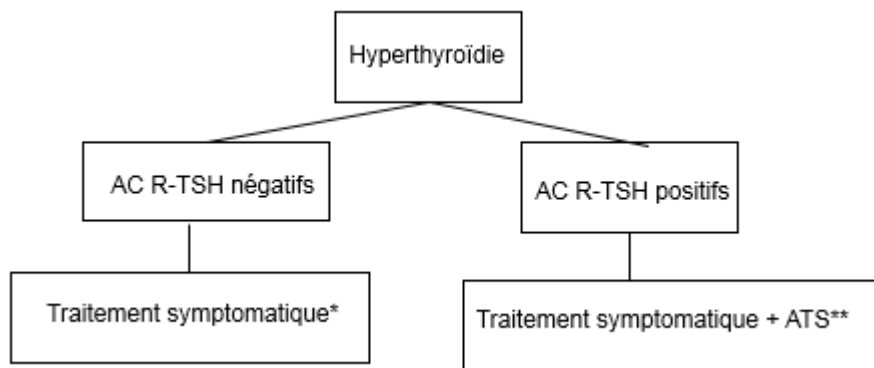 Hyperthyroïdie
AC R-TSH négatifs
AC R-TSH positifs
Traitement symptomatique*
Traitement symptomatique + ATS**